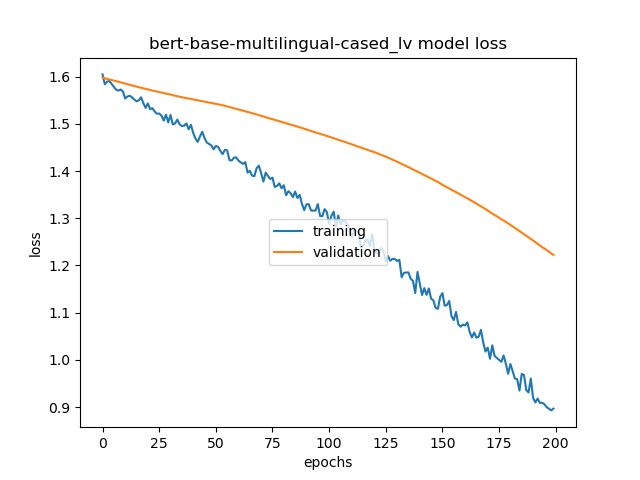 bert-base-multilingual-cased_lv model loss
loss
1.6
1.5
1.4
1.3
1.2
1.1
1.0
0.9
training
validation
0 25 50 75 100 125 150 175 200
epochs